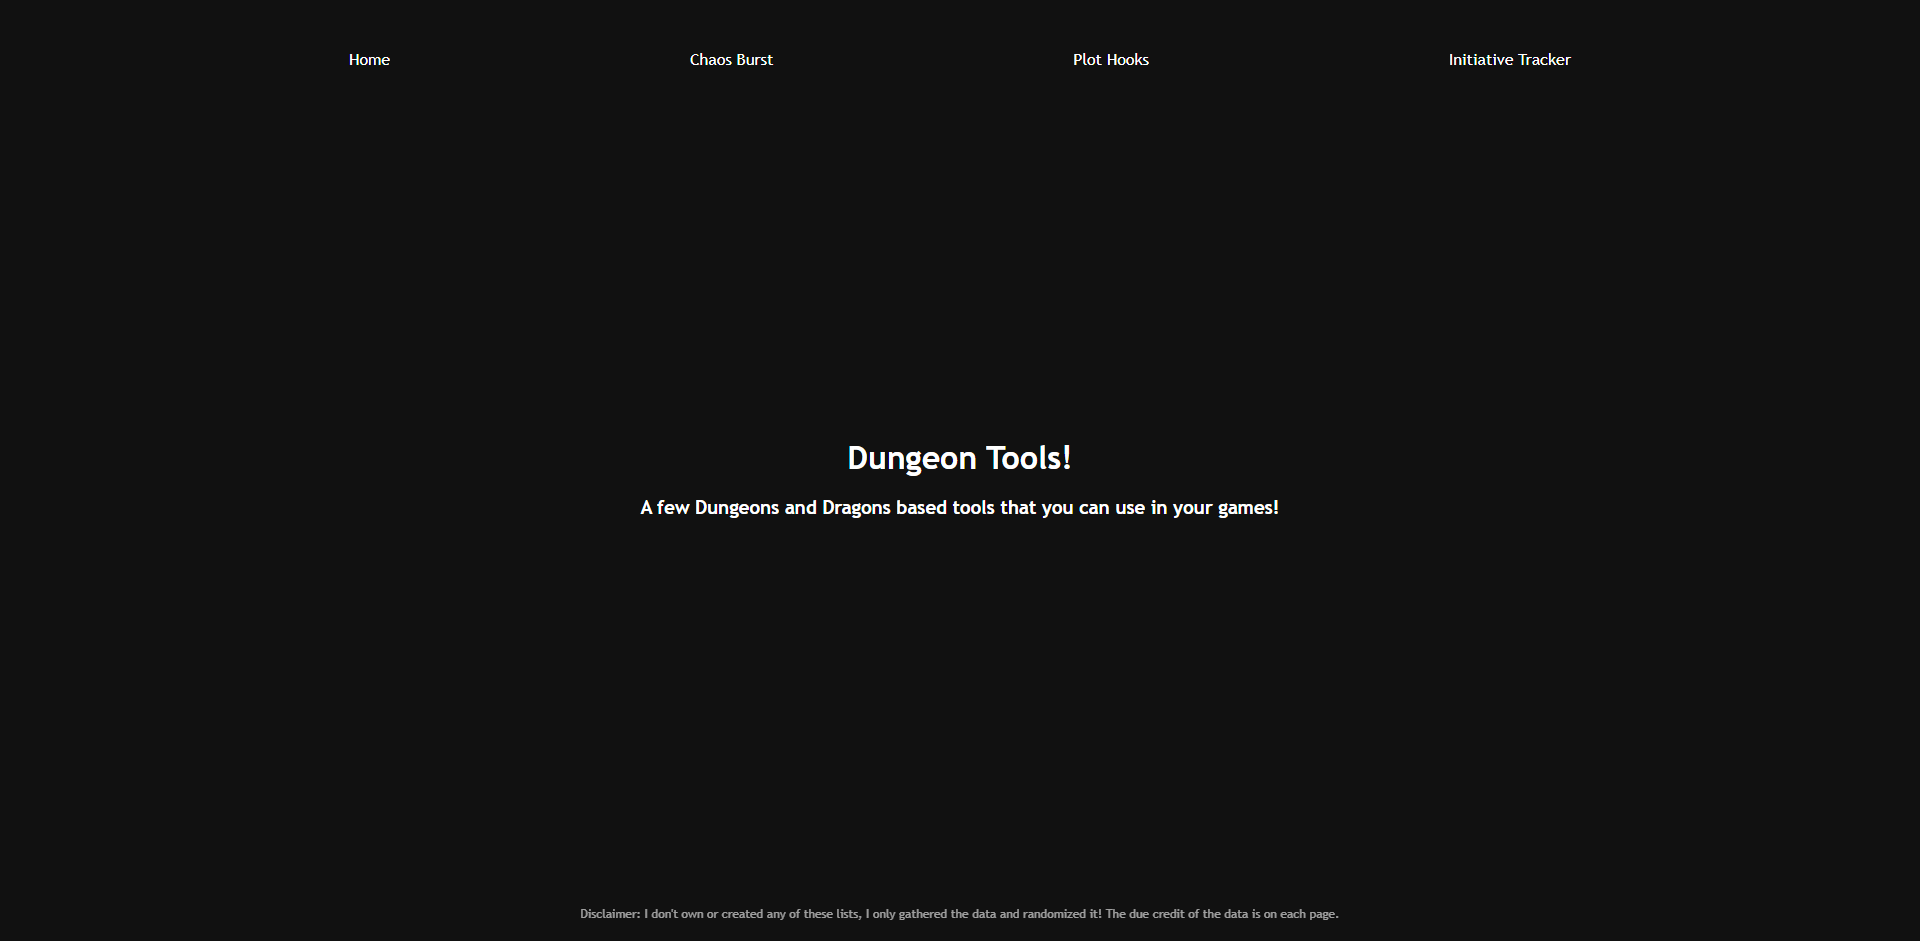 Home Chaos Burst Plot Hooks Initiative Tracker
Dungeon Tools!
A few Dungeons and Dragons based tools that you can use in your games!
Disclaimer: I don't own or created any of these lists, I only gathered the data and randomized it! The due credit of the data is on each page.